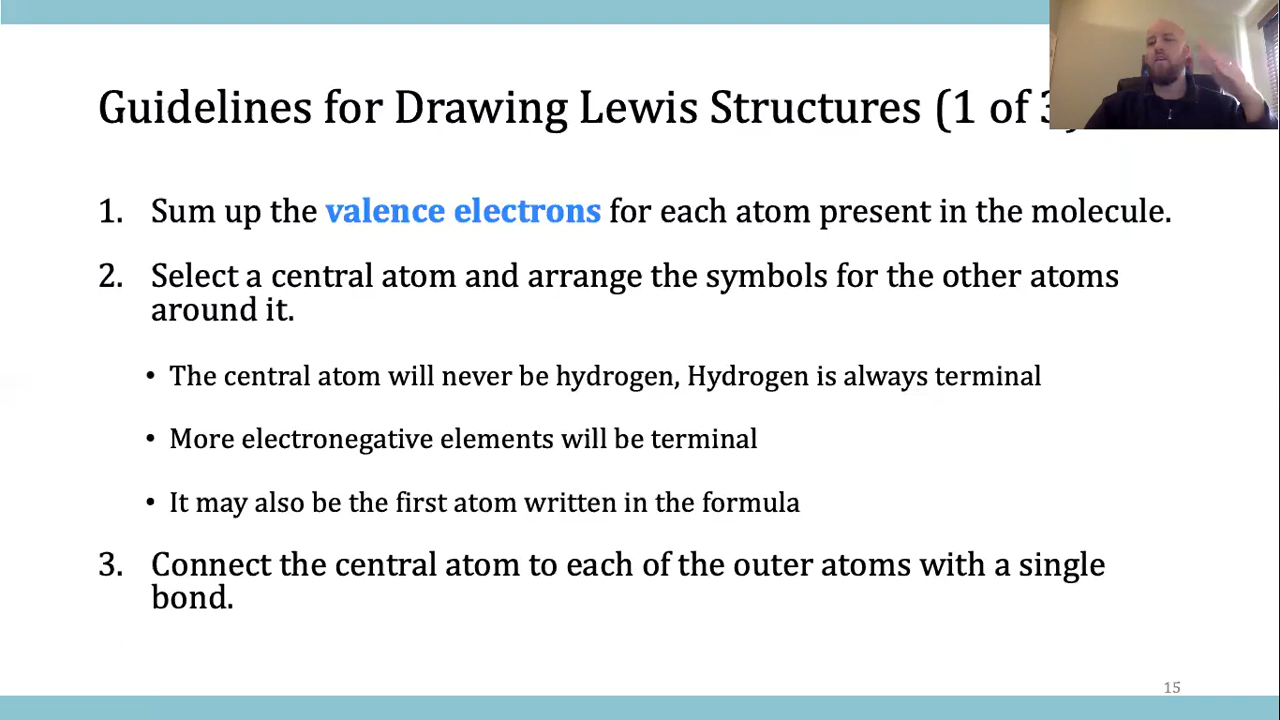 Guidelines for Drawing Lewis Structures (1 of
1. Sum up the valence electrons for each atom present in the molecule.
2. Select a central atom and arrange the symbols for the other atoms
around it.
• The central atom will never be hydrogen, Hydrogen is always terminal
• More electronegative elements will be terminal
• It may also be the first atom written in the formula
3. Connect the central atom to each of the outer atoms with a single
bond.
15